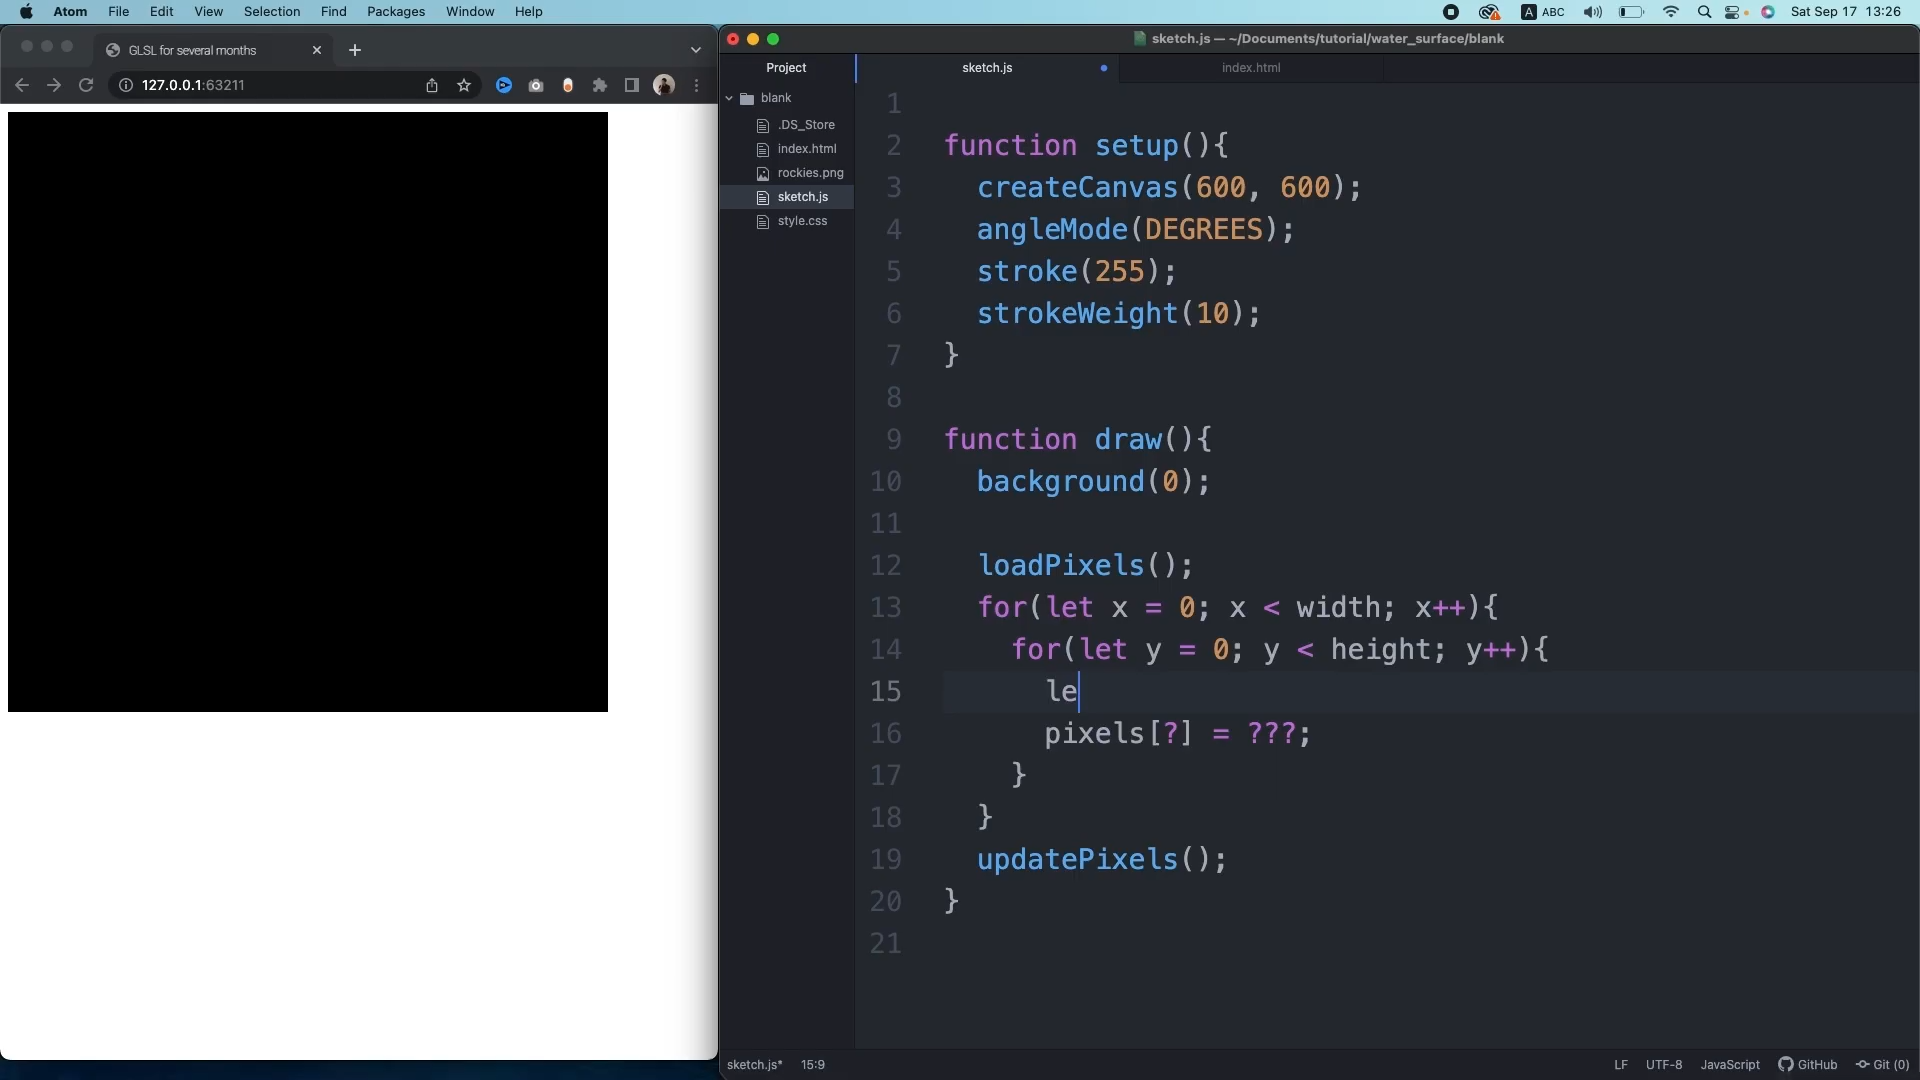 Atom File Edit View Selection Find Packages Window Help
A ABC Sat Sep 17 13:26
GLSL for several months
127.0.0.1:63211
sketch.js — ~/Documents/tutorial/water_surface/blank
Project
sketch.js
index.html
blank
.DS_Store
index.html
rockies.png
sketch.js
style.css
1
2 function setup(){
3 createCanvas(600, 600);
4 angleMode(DEGREES);
5 stroke(255);
6 strokeWeight(10);
7 }
8
9 function draw(){
10 background(0);
11
12 loadPixels();
13 for(let x = 0; x < width; x++){
14 for(let y = 0; y < height; y++){
15 le
16 pixels[?] = ???;
17 }
18 }
19 updatePixels();
20 }
21
sketch.js* 15:9
LF UTF-8 JavaScript GitHub Git (0)